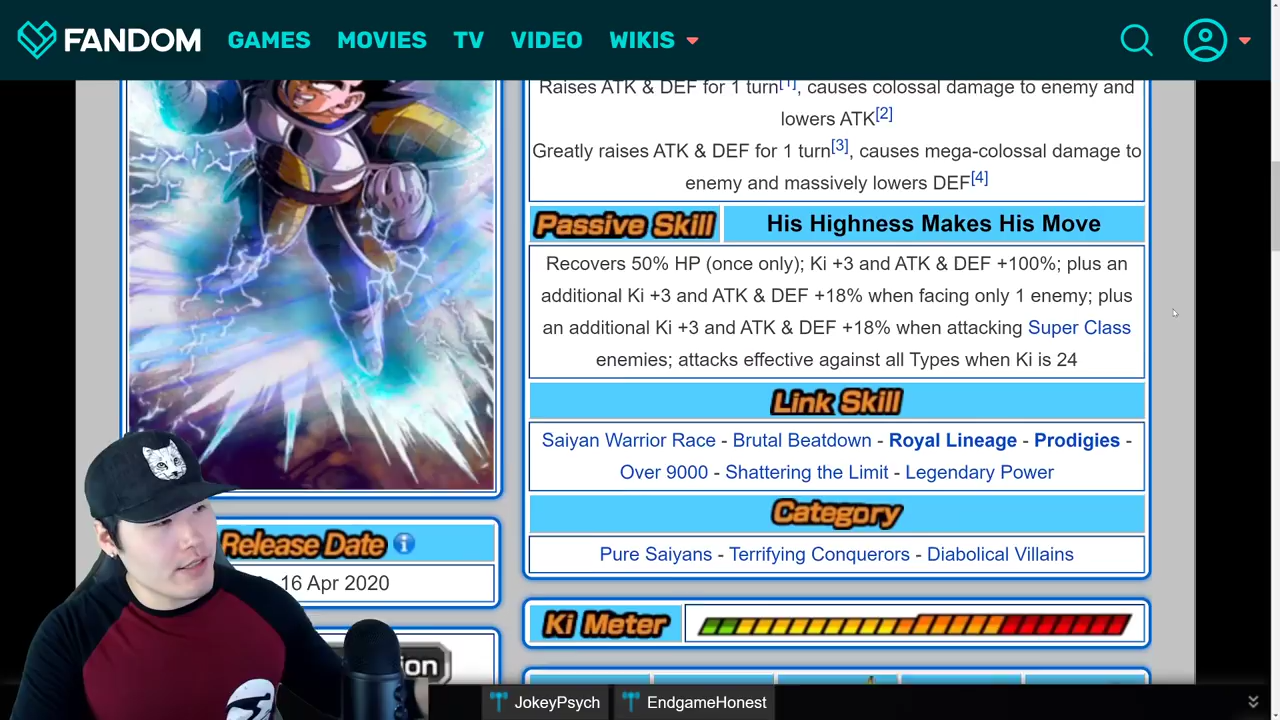 FANDOM GAMES MOVIES TV VIDEO WIKIS
Raises ATK & DEF for 1 turn[1], causes colossal damage to enemy and
lowers ATK[2]
Greatly raises ATK & DEF for 1 turn[3], causes mega-colossal damage to
enemy and massively lowers DEF[4]
Passive Skill His Highness Makes His Move
Recovers 50% HP (once only); Ki +3 and ATK & DEF +100%; plus an
additional Ki +3 and ATK & DEF +18% when facing only 1 enemy; plus
an additional Ki +3 and ATK & DEF +18% when attacking Super Class
enemies; attacks effective against all Types when Ki is 24
Link Skill
Saiyan Warrior Race - Brutal Beatdown - Royal Lineage - Prodigies -
Over 9000 - Shattering the Limit - Legendary Power
Category
Pure Saiyans - Terrifying Conquerors - Diabolical Villains
Release Date i
16 Apr 2020
Ki Meter
ion
JokeyPsych EndgameHonest